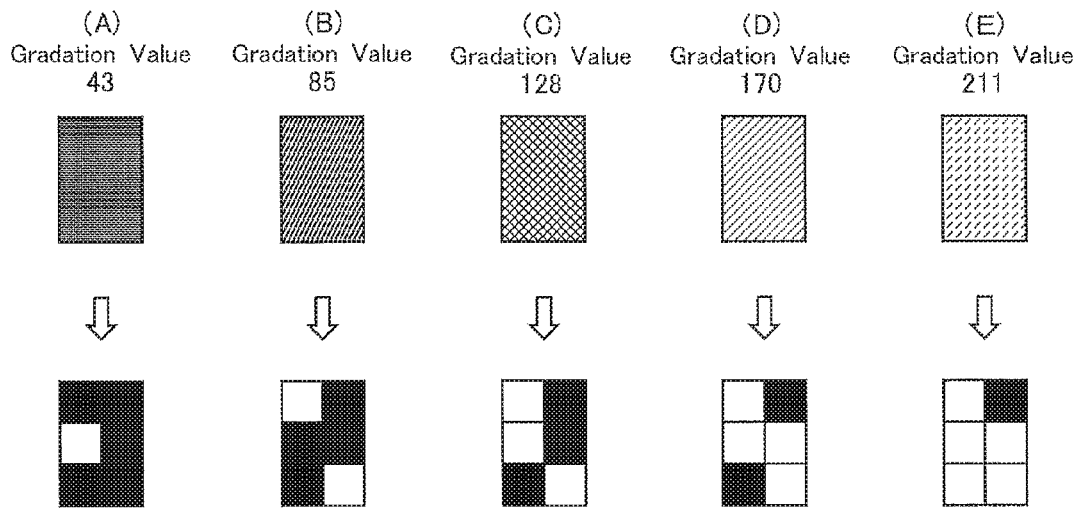 (A)
Gradation Value
43
(B)
Gradation Value
85
(C)
Gradation Value
128
(D)
Gradation Value
170
(E)
Gradation Value
211